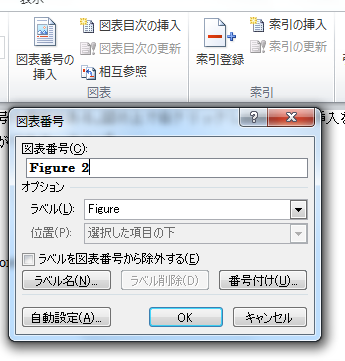 図表番号の
挿入
図表目次の挿入
図表目次の更新
相互参照
図表
索引登録
索引の挿入
索引の更新
索引
図表番号
図表番号(C):
Figure 2
オプション
ラベル(L): Figure
位置(P): 選択した項目の下
ラベルを図表番号から除外する(E)
ラベル名(N)... ラベル削除(D) 番号付け(U)...
自動設定(A)... OK キャンセル